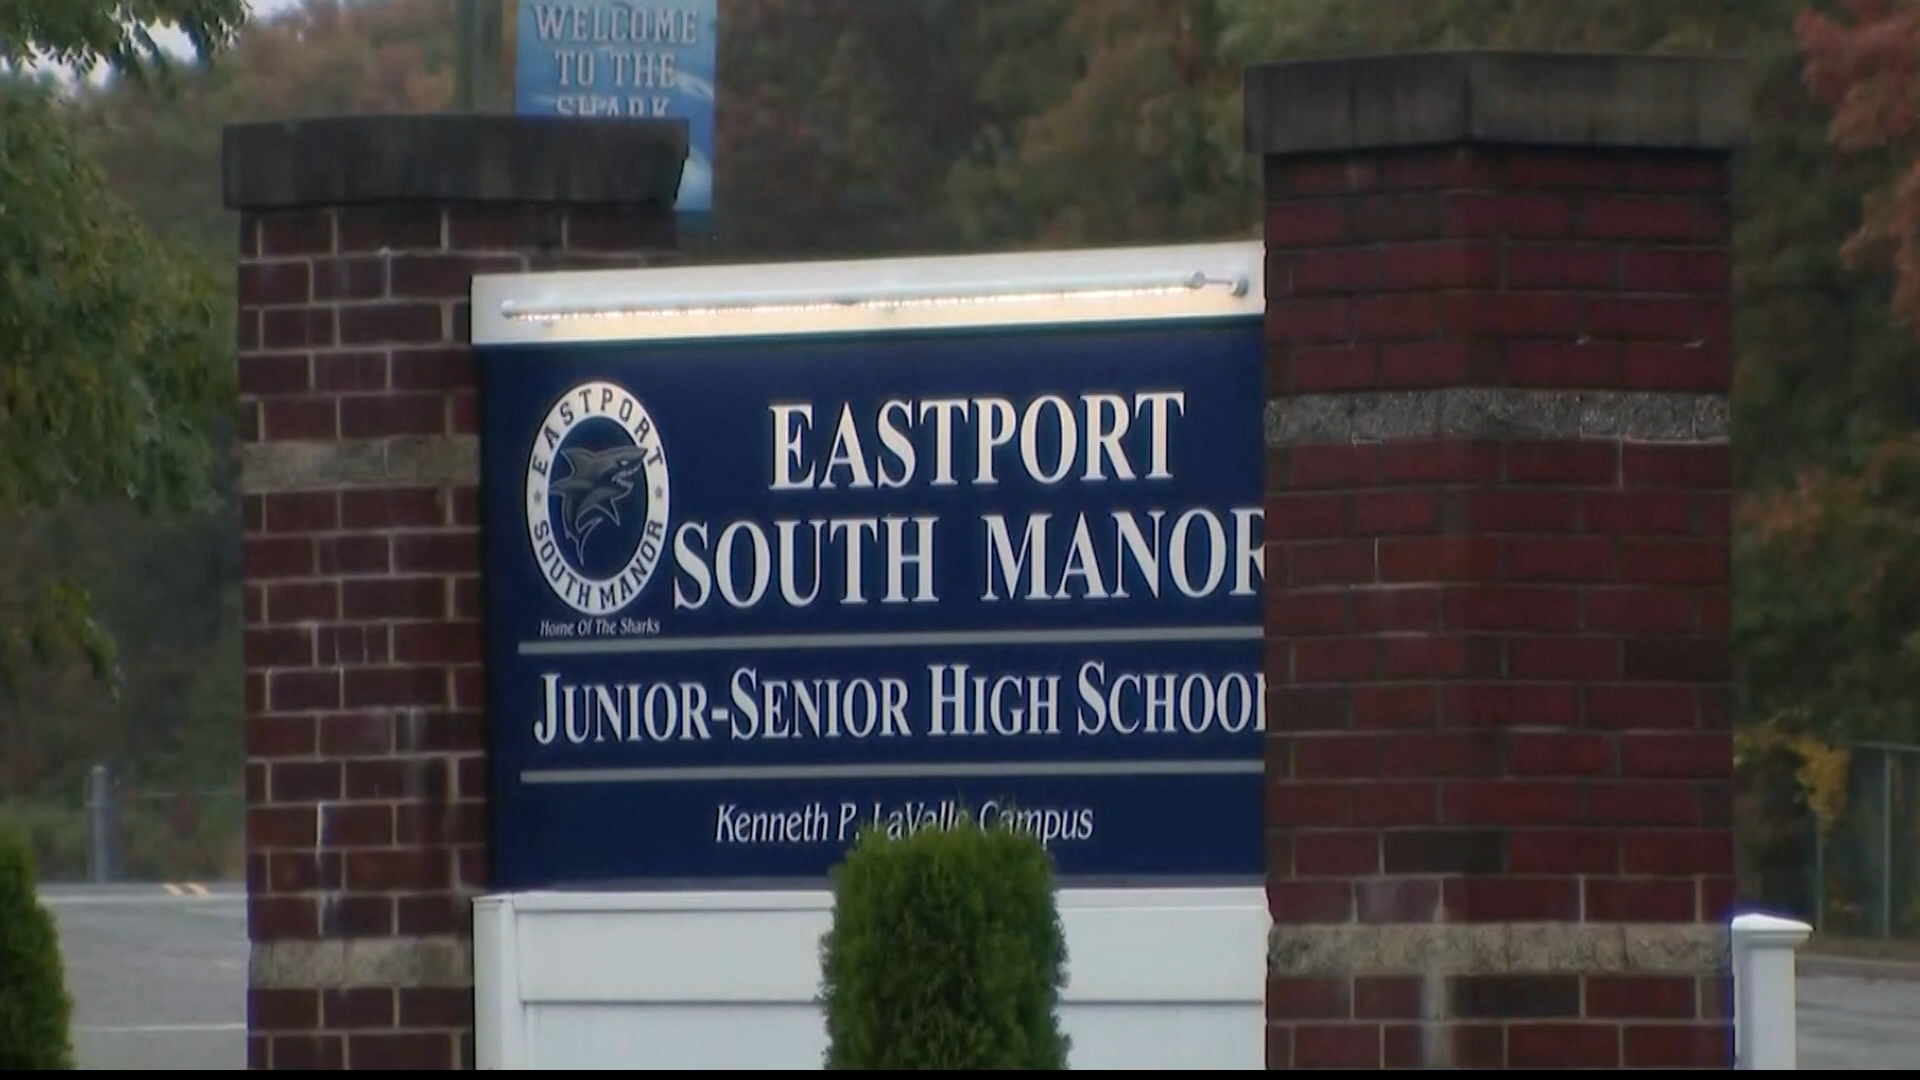 WELCOME
TO THE
SHARK
EASTPORT
SOUTH MANOR
Home Of The Sharks
EASTPORT
SOUTH MANOR
JUNIOR-SENIOR HIGH SCHOOL
Kenneth P. LaValle Campus